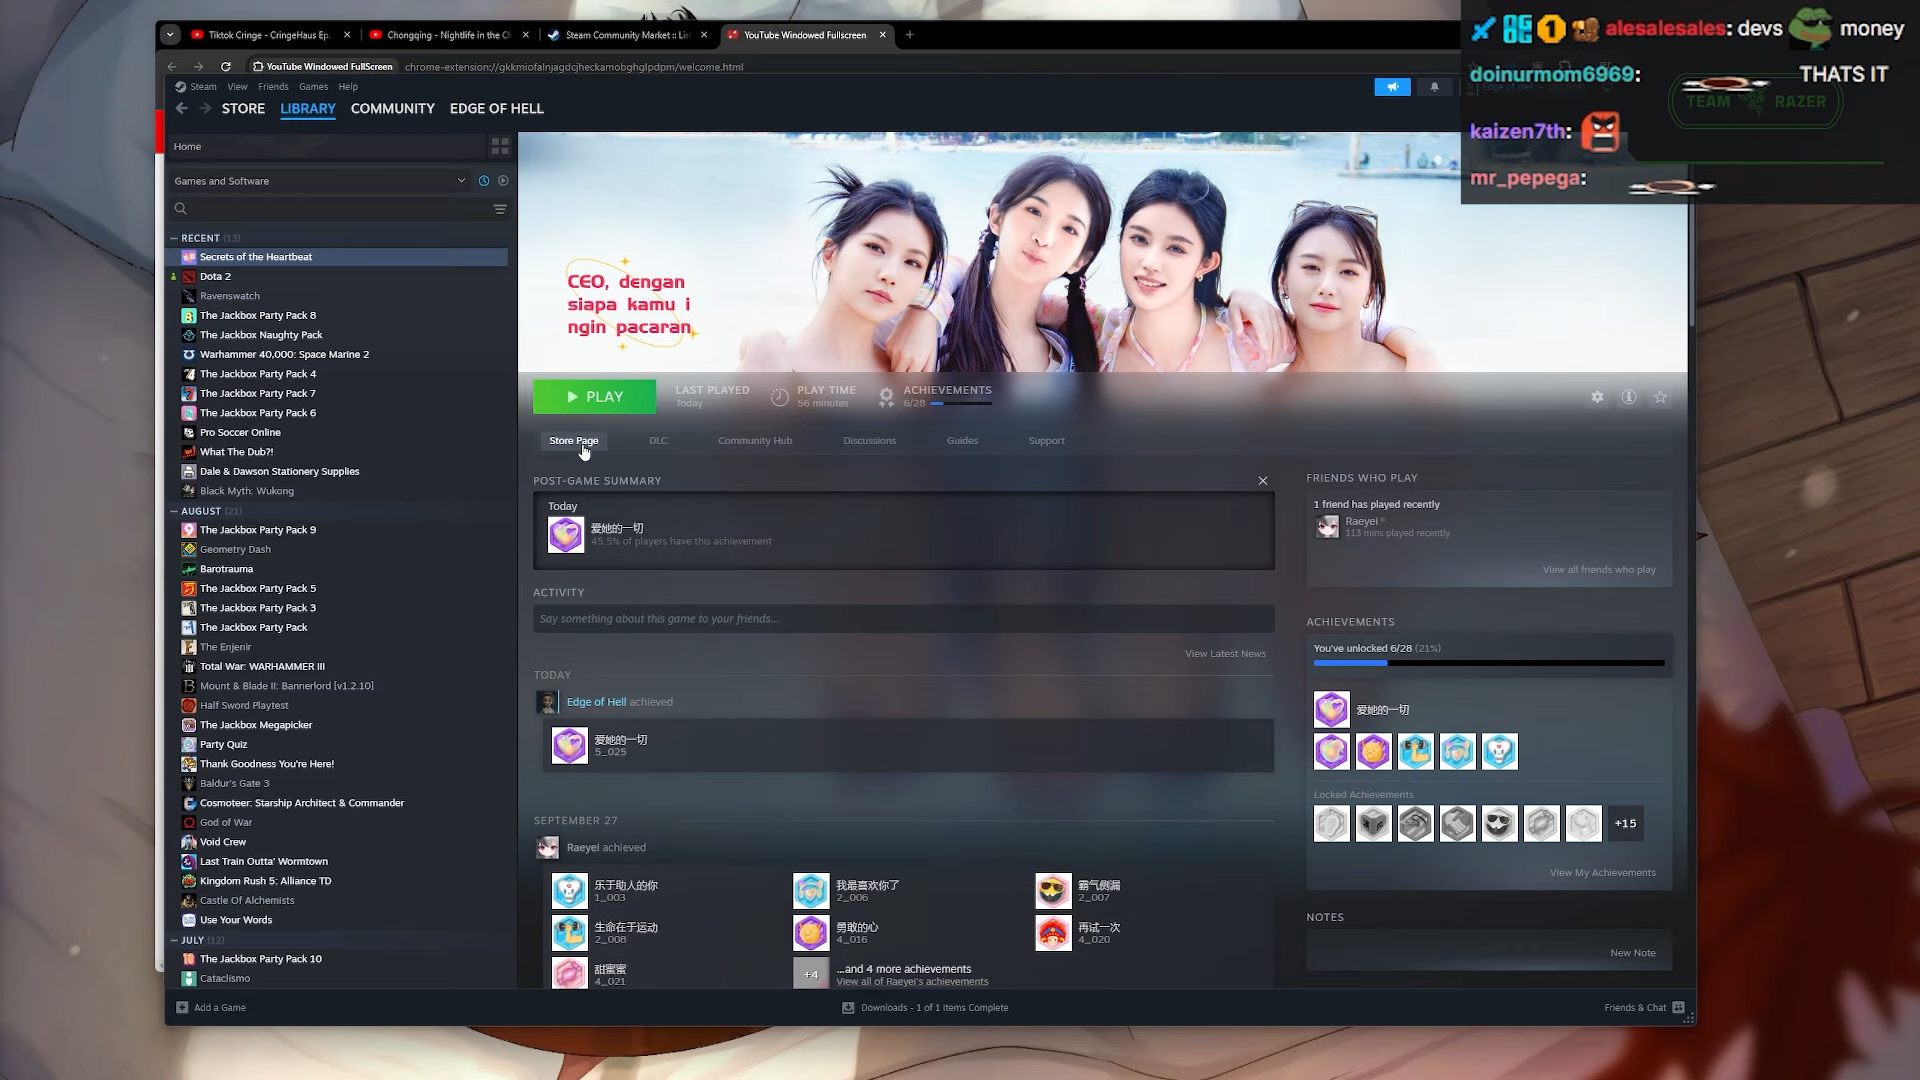 Tiktok Cringe - CringeHaus Ep.
Chongqing - Nightlife in the C
Steam Community Market :: Lis
YouTube Windowed Fullscreen
YouTube Windowed FullScreen
chrome-extension://gkkmiofalnjagdcjheckamobghglpdpm/welcome.html
Steam View Friends Games Help
STORE LIBRARY COMMUNITY EDGE OF HELL
alesalesales: devs money
doinurmom6969: THATS IT
TEAM RAZER
kaizen7th:
mr_pepega:
Home
Games and Software
RECENT (13)
Secrets of the Heartbeat
Dota 2
Ravenswatch
The Jackbox Party Pack 8
The Jackbox Naughty Pack
Warhammer 40,000: Space Marine 2
The Jackbox Party Pack 4
The Jackbox Party Pack 7
The Jackbox Party Pack 6
Pro Soccer Online
What The Dub?!
Dale & Dawson Stationery Supplies
Black Myth: Wukong
AUGUST (21)
The Jackbox Party Pack 9
Geometry Dash
Barotrauma
The Jackbox Party Pack 5
The Jackbox Party Pack 3
The Jackbox Party Pack
The Enjenir
Total War: WARHAMMER III
Mount & Blade II: Bannerlord [v1.2.10]
Half Sword Playtest
The Jackbox Megapicker
Party Quiz
Thank Goodness You're Here!
Baldur's Gate 3
Cosmoteer: Starship Architect & Commander
God of War
Void Crew
Last Train Outta' Wormtown
Kingdom Rush 5: Alliance TD
Castle Of Alchemists
Use Your Words
JULY (12)
The Jackbox Party Pack 10
Cataclismo
CEO, dengan
siapa kamu i
ngin pacaran
PLAY
LAST PLAYED
Today
PLAY TIME
56 minutes
ACHIEVEMENTS
6/28
Store Page DLC Community Hub Discussions Guides Support
POST-GAME SUMMARY
Today
爱她的一切
45.5% of players have this achievement
ACTIVITY
Say something about this game to your friends...
View Latest News
TODAY
Edge of Hell achieved
爱她的一切
5_025
SEPTEMBER 27
Raeyei achieved
乐于助人的你
1_003
我最喜欢你了
2_006
霸气侧漏
2_007
生命在于运动
2_008
勇敢的心
4_016
再试一次
4_020
甜蜜蜜
4_021
+4
...and 4 more achievements
View all of Raeyei's achievements
FRIENDS WHO PLAY
1 friend has played recently
Raeyei*
113 mins played recently
View all friends who play
ACHIEVEMENTS
You've unlocked 6/28 (21%)
爱她的一切
Locked Achievements
+15
View My Achievements
NOTES
New Note
Add a Game
Downloads - 1 of 1 Items Complete
Friends & Chat